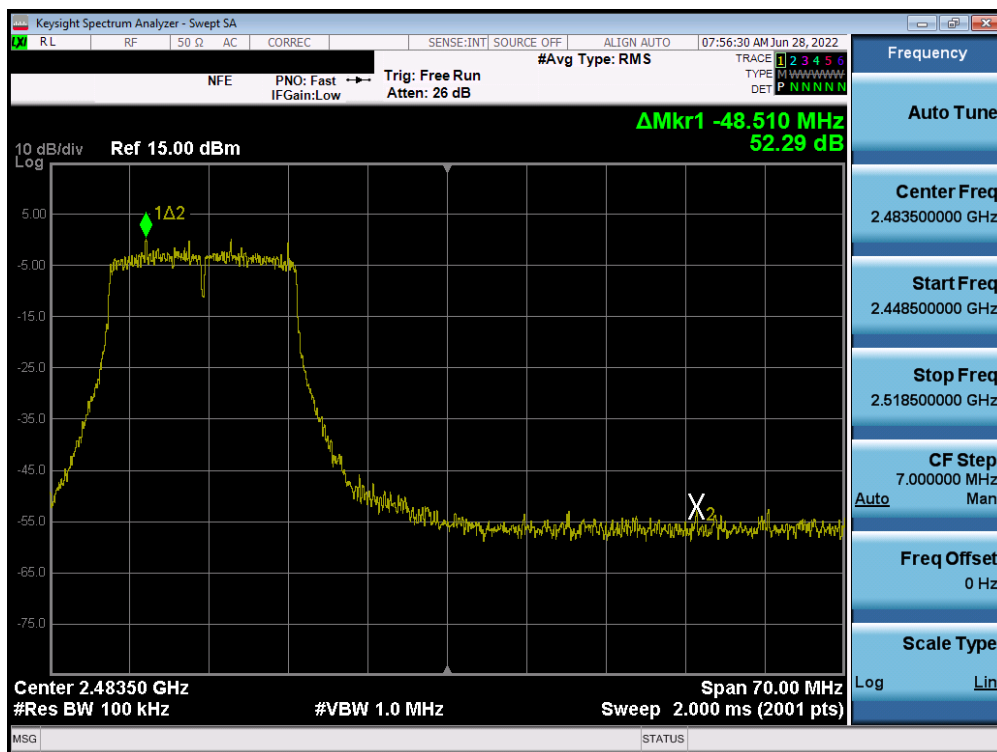 Keysight Spectrum Analyzer - Swept SA
LXI RL RF 50 Ω AC CORREC SENSE:INT SOURCE OFF ALIGN AUTO 07:56:30 AM Jun 28, 2022
NFE PNO: Fast IFGain:Low Trig: Free Run Atten: 26 dB #Avg Type: RMS
TRACE 1 2 3 4 5 6
TYPE M W W W W W
DET P N N N N N
ΔMkr1 -48.510 MHz
52.29 dB
10 dB/div Ref 15.00 dBm
Log
1Δ2
5.00
-5.00
-15.0
-25.0
-35.0
-45.0
-55.0
-65.0
-75.0
X2
Center 2.48350 GHz Span 70.00 MHz
#Res BW 100 kHz #VBW 1.0 MHz Sweep 2.000 ms (2001 pts)
MSG STATUS
Frequency
Auto Tune
Center Freq
2.483500000 GHz
Start Freq
2.448500000 GHz
Stop Freq
2.518500000 GHz
CF Step
7.000000 MHz
Auto Man
Freq Offset
0 Hz
Scale Type
Log Lin